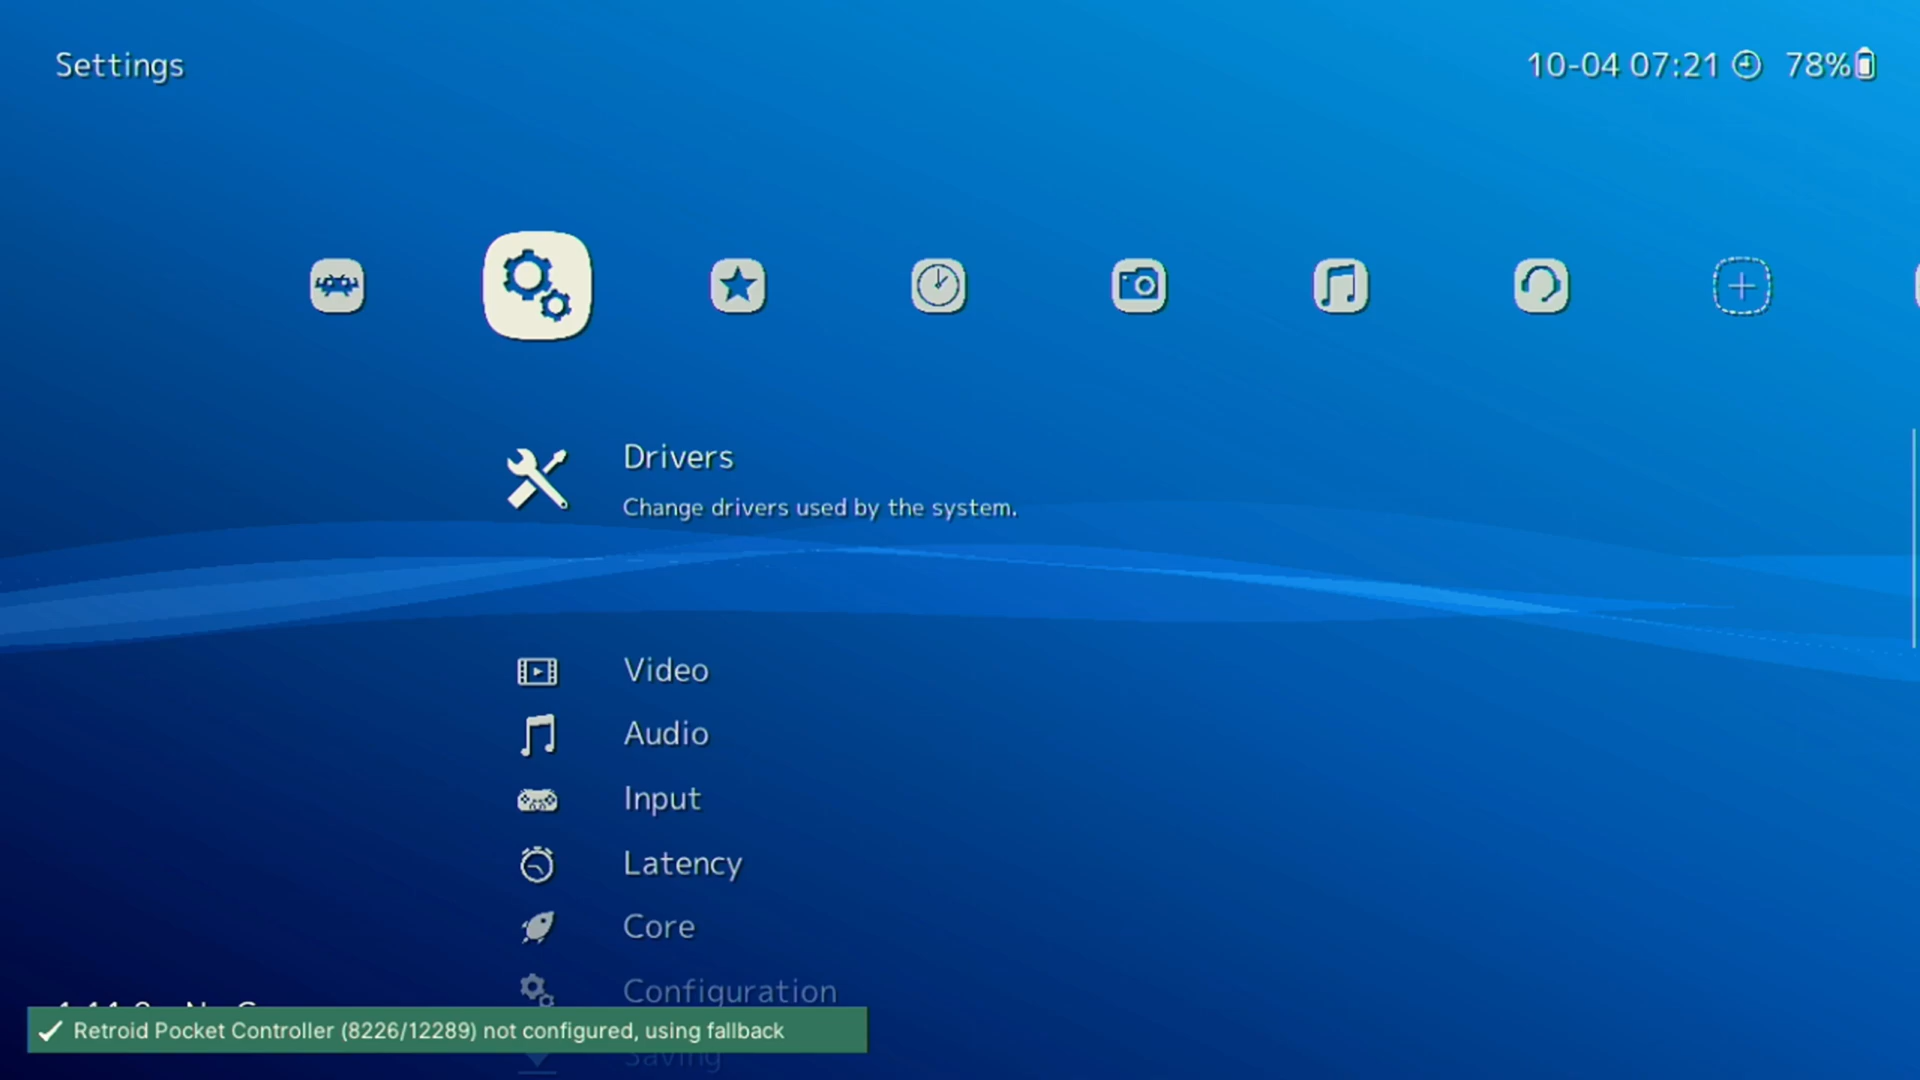 Settings
10-04 07:21 78%
Drivers
Change drivers used by the system.
Video
Audio
Input
Latency
Core
Configuration
Retroid Pocket Controller (8226/12289) not configured, using fallback
Saving